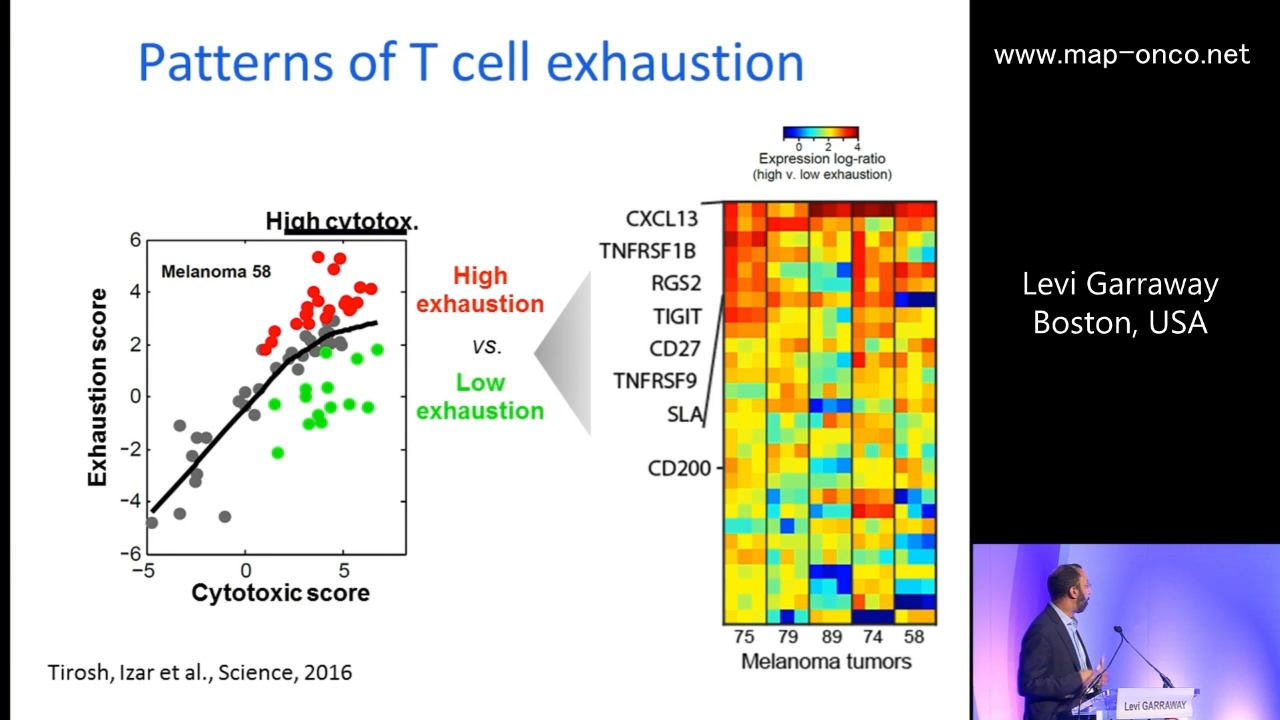 Patterns of T cell exhaustion
www.map-onco.net
Levi Garraway
Boston, USA
High cytotox.
Melanoma 58
Exhaustion score
6
4
2
0
−2
−4
−6
−5
0
5
Cytotoxic score
High
exhaustion
vs.
Low
exhaustion
0 2 4
Expression log-ratio
(high v. low exhaustion)
CXCL13
TNFRSF1B
RGS2
TIGIT
CD27
TNFRSF9
SLA
CD200
75 79 89 74 58
Melanoma tumors
Tirosh, Izar et al., Science, 2016
Levi GARRAWAY